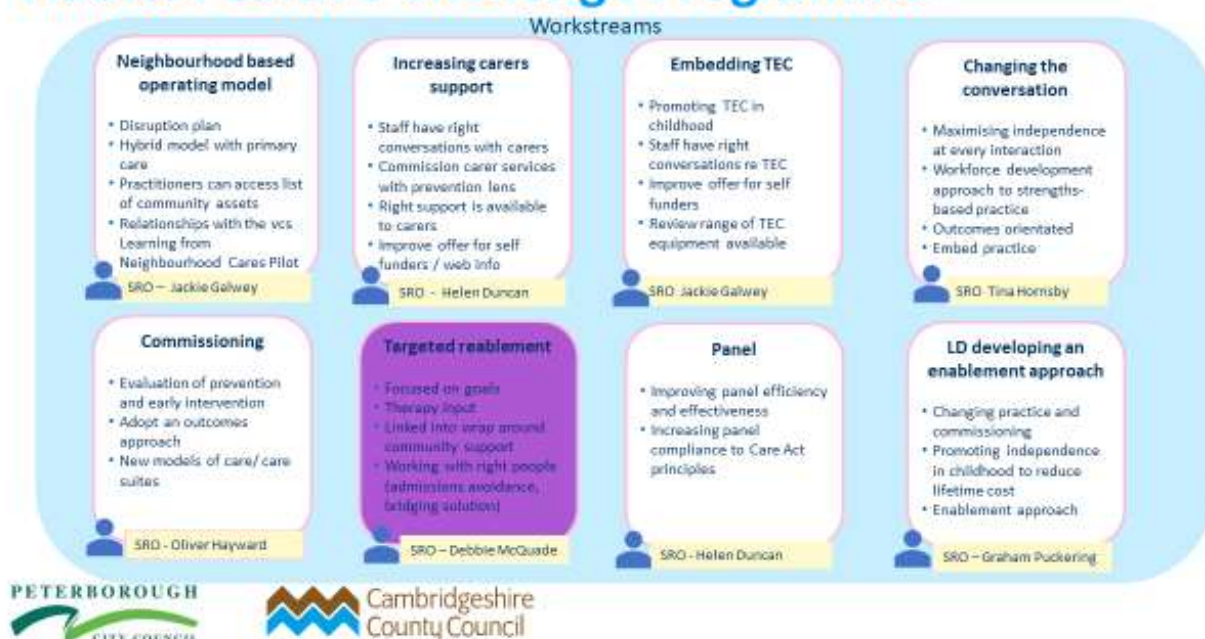 Workstreams
Neighbourhood based
operating model
• Disruption plan
• Hybrid model with primary
care
• Practitioners can access list
of community assets
• Relationships with the vcs
Learning from
Neighbourhood Cares Pilot
SRO – Jackie Galwey
Increasing carers
support
• Staff have right
conversations with carers
• Commission carer services
with prevention lens
• Right support is available
to carers
• Improve offer for self
funders / web info
SRO - Helen Duncan
Embedding TEC
• Promoting TEC in
childhood
• Staff have right
conversations re TEC
• Improve offer for self
funders
• Review range of TEC
equipment available
SRO Jackie Galwey
Changing the
conversation
• Maximising independence
at every interaction
• Workforce development
approach to strengths-
based practice
• Outcomes orientated
• Embed practice
SRO Tina Hornsby
Commissioning
• Evaluation of prevention
and early intervention
• Adopt an outcomes
approach
• New models of care/ care
suites
SRO - Oliver Hayward
Targeted reablement
• Focused on goals
• Therapy input
• Linked into wrap around
community support
• Working with right people
(admissions avoidance,
bridging solution)
SRO – Debbie McQuade
Panel
• Improving panel efficiency
and effectiveness
• Increasing panel
compliance to Care Act
principles
SRO - Helen Duncan
LD developing an
enablement approach
• Changing practice and
commissioning
• Promoting independence
in childhood to reduce
lifetime cost
• Enablement approach
SRO – Graham Puckering
PETERBOROUGH
CITY COUNCIL
Cambridgeshire
County Council